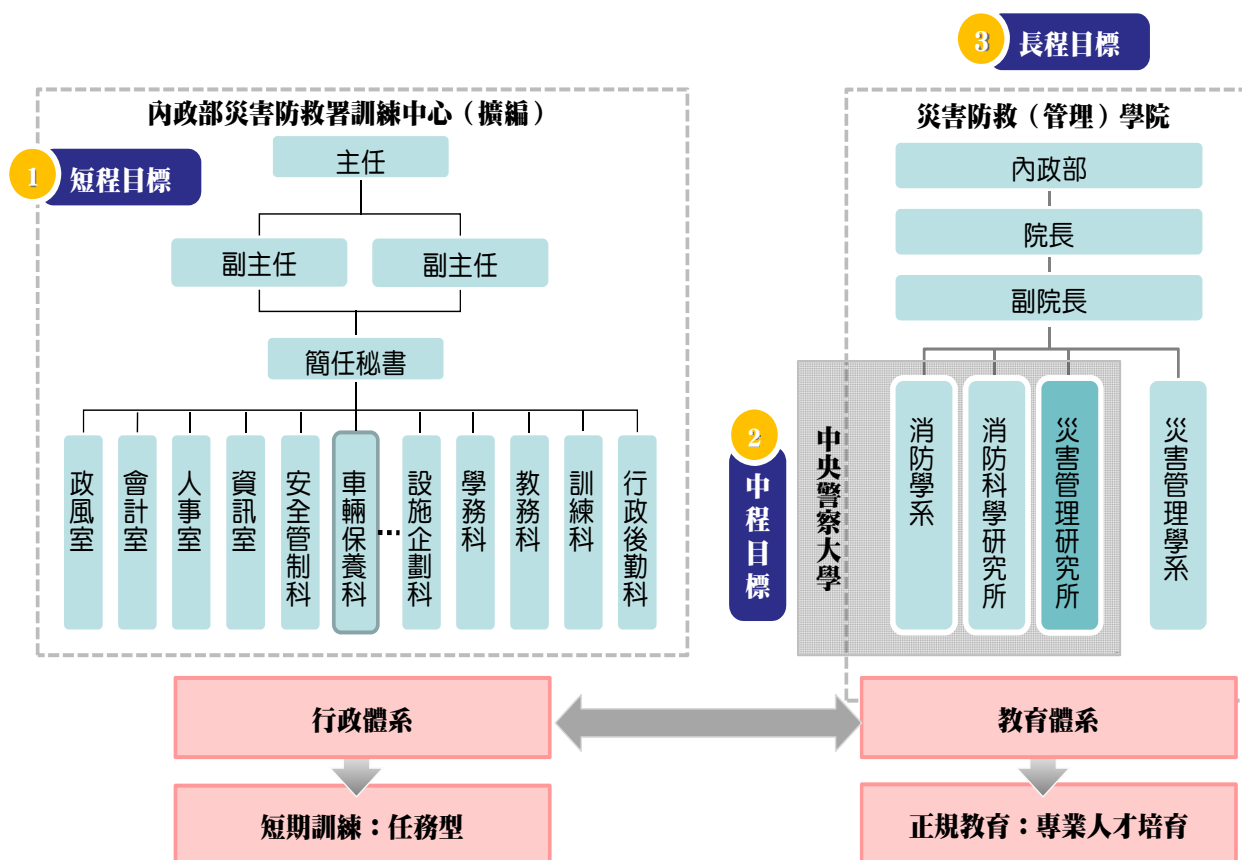 3
長程目標
內政部災害防救署訓練中心（擴編）
1
短程目標
主任
副主任
副主任
簡任秘書
政風室
會計室
人事室
資訊室
安全管制科
車輛保養科
…
設施企劃科
學務科
教務科
訓練科
行政後勤科
災害防救（管理）學院
內政部
院長
副院長
2
中程目標
中央警察大學
消防學系
消防科學研究所
災害管理研究所
災害管理學系
行政體系
教育體系
短期訓練：任務型
正規教育：專業人才培育